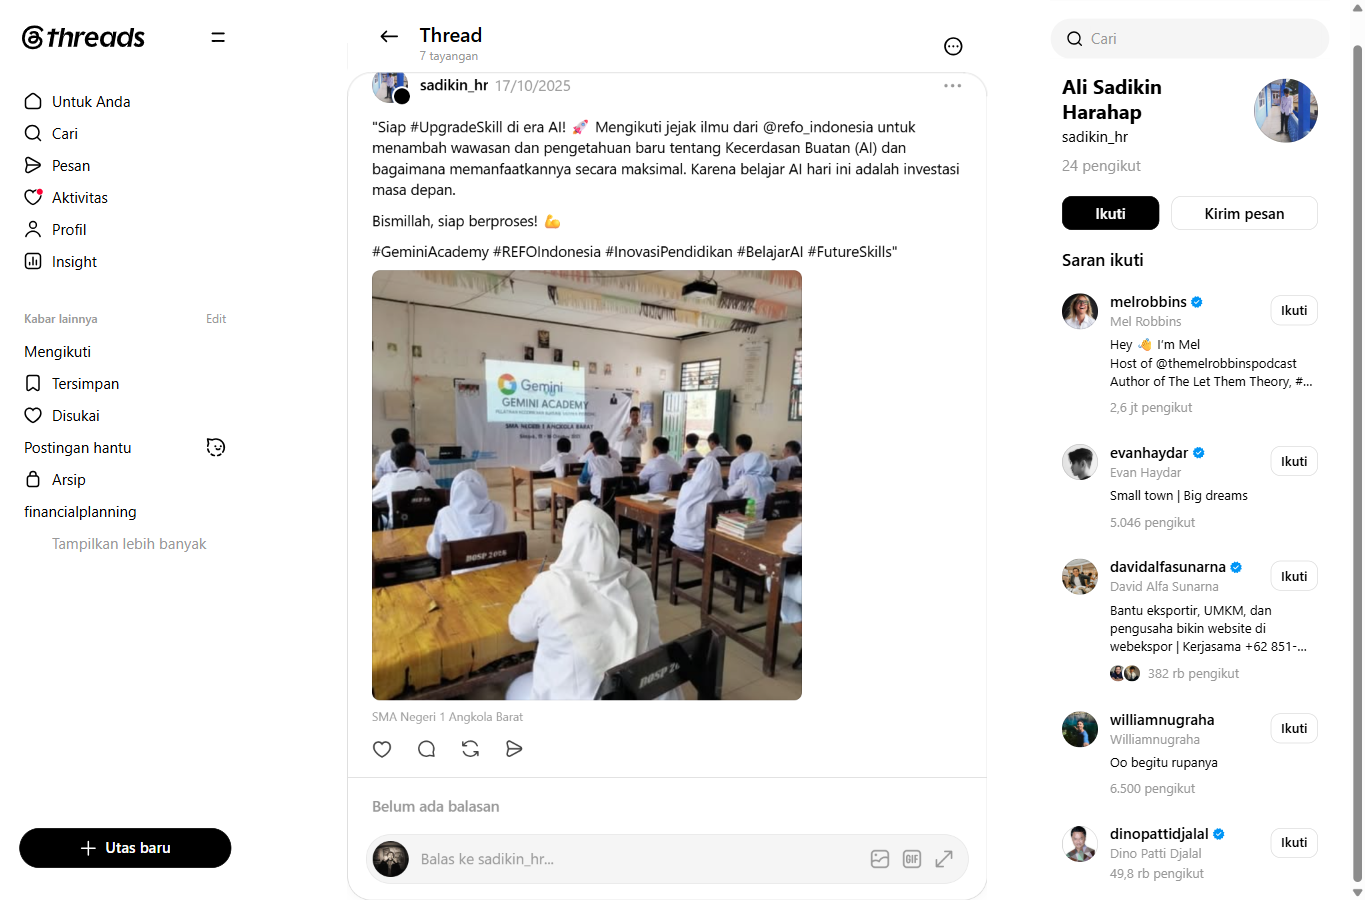 threads
Untuk Anda
Cari
Pesan
Aktivitas
Profil
Insight
Kabar lainnya
Edit
Mengikuti
Tersimpan
Disukai
Postingan hantu
Arsip
financialplanning
Tampilkan lebih banyak
Utas baru
Thread
7 tayangan
sadikin_hr 17/10/2025
"Siap #UpgradeSkill di era AI! 🚀 Mengikuti jejak ilmu dari @refo_indonesia untuk
menambah wawasan dan pengetahuan baru tentang Kecerdasan Buatan (AI) dan
bagaimana memanfaatkannya secara maksimal. Karena belajar AI hari ini adalah investasi
masa depan.
Bismillah, siap berproses! 💪
#GeminiAcademy #REFOIndonesia #InovasiPendidikan #BelajarAI #FutureSkills"
Gemini
GEMINI ACADEMY
SMA NEGERI 1 ANGKOLA BARAT
SMA Negeri 1 Angkola Barat
Belum ada balasan
Balas ke sadikin_hr...
GIF
Cari
Ali Sadikin
Harahap
sadikin_hr
24 pengikut
Ikuti
Kirim pesan
Saran ikuti
melrobbins
Mel Robbins
Ikuti
Hey 👋 I'm Mel
Host of @themelrobbinspodcast
Author of The Let Them Theory, #...
2,6 jt pengikut
evanhaydar
Evan Haydar
Ikuti
Small town | Big dreams
5.046 pengikut
davidalfasunarna
David Alfa Sunarna
Ikuti
Bantu eksportir, UMKM, dan
pengusaha bikin website di
webekspor | Kerjasama +62 851-...
382 rb pengikut
williamnugraha
Williamnugraha
Ikuti
Oo begitu rupanya
6.500 pengikut
dinopattidjalal
Dino Patti Djalal
Ikuti
49,8 rb pengikut